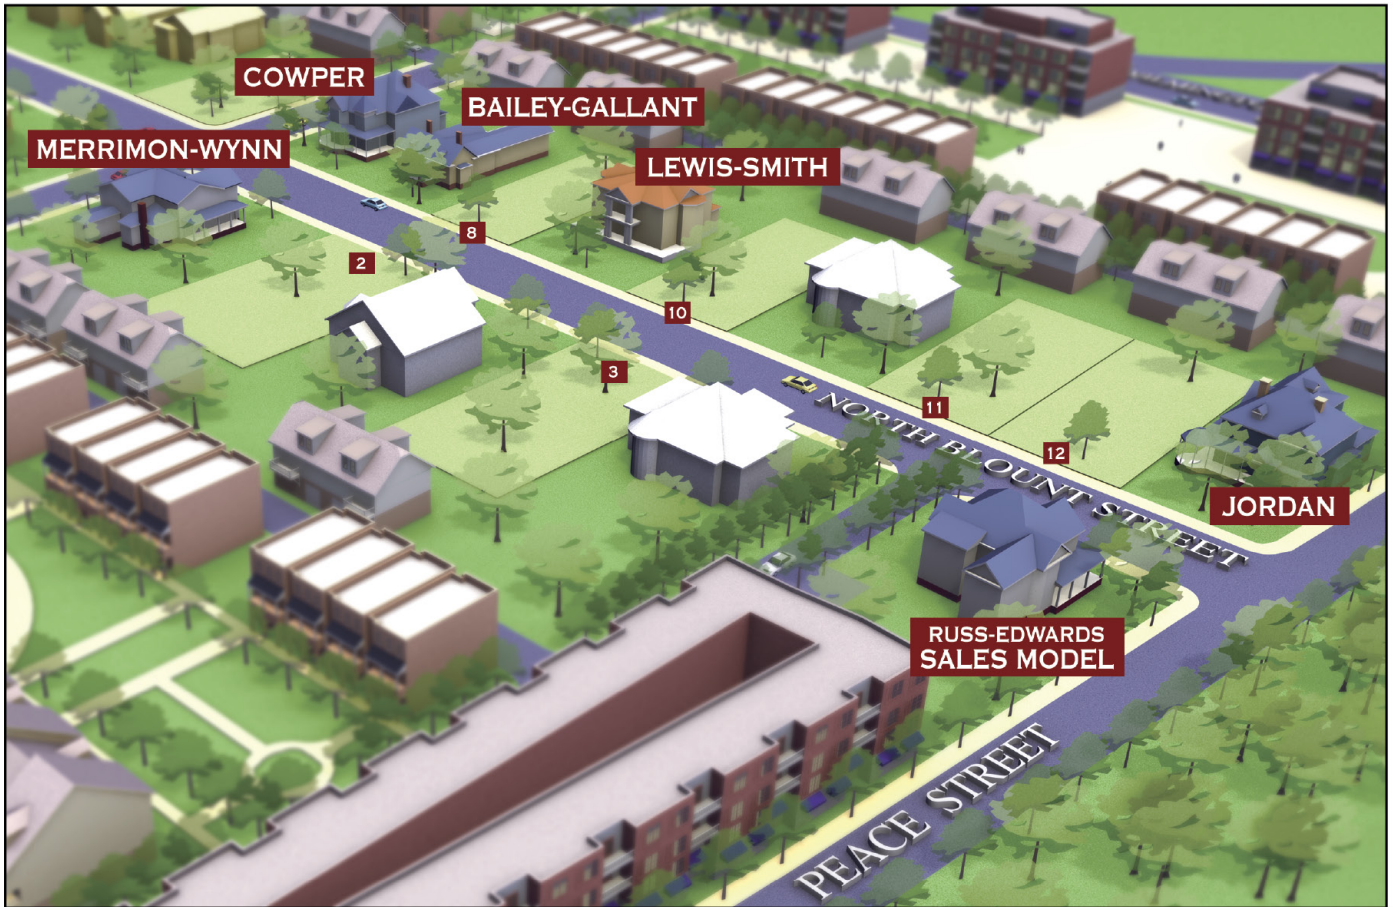 COWPER
BAILEY-GALLANT
MERRIMON-WYNN
LEWIS-SMITH
8
2
10
3
11
NORTH BLOUNT STREET
12
JORDAN
RUSS-EDWARDS
SALES MODEL
PEACE STREET